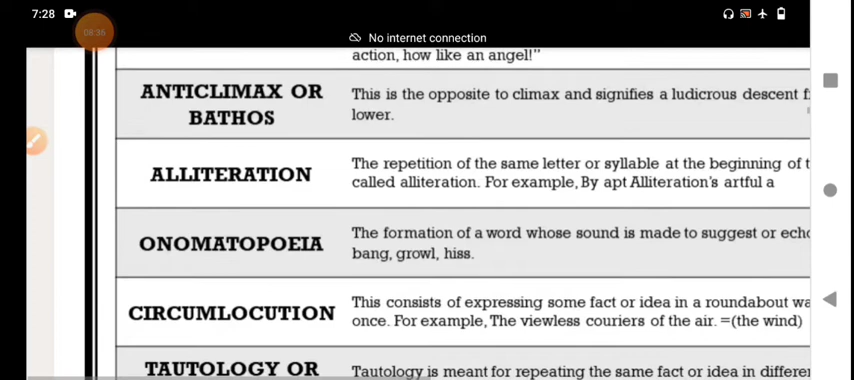 7:28
08:36
No internet connection
action, how like an angel!"
ANTICLIMAX OR
BATHOS
This is the opposite to climax and signifies a ludicrous descent
lower.
ALLITERATION
The repetition of the same letter or syllable at the beginning of
called alliteration. For example, By apt Alliteration's artful a
ONOMATOPOEIA
The formation of a word whose sound is made to suggest or
bang, growl, hiss.
CIRCUMLOCUTION
This consists of expressing some fact or idea in a roundabout
once. For example, The viewless couriers of the air. =(the wind)
TAUTOLOGY OR
Tautology is meant for repeating the same fact or idea in